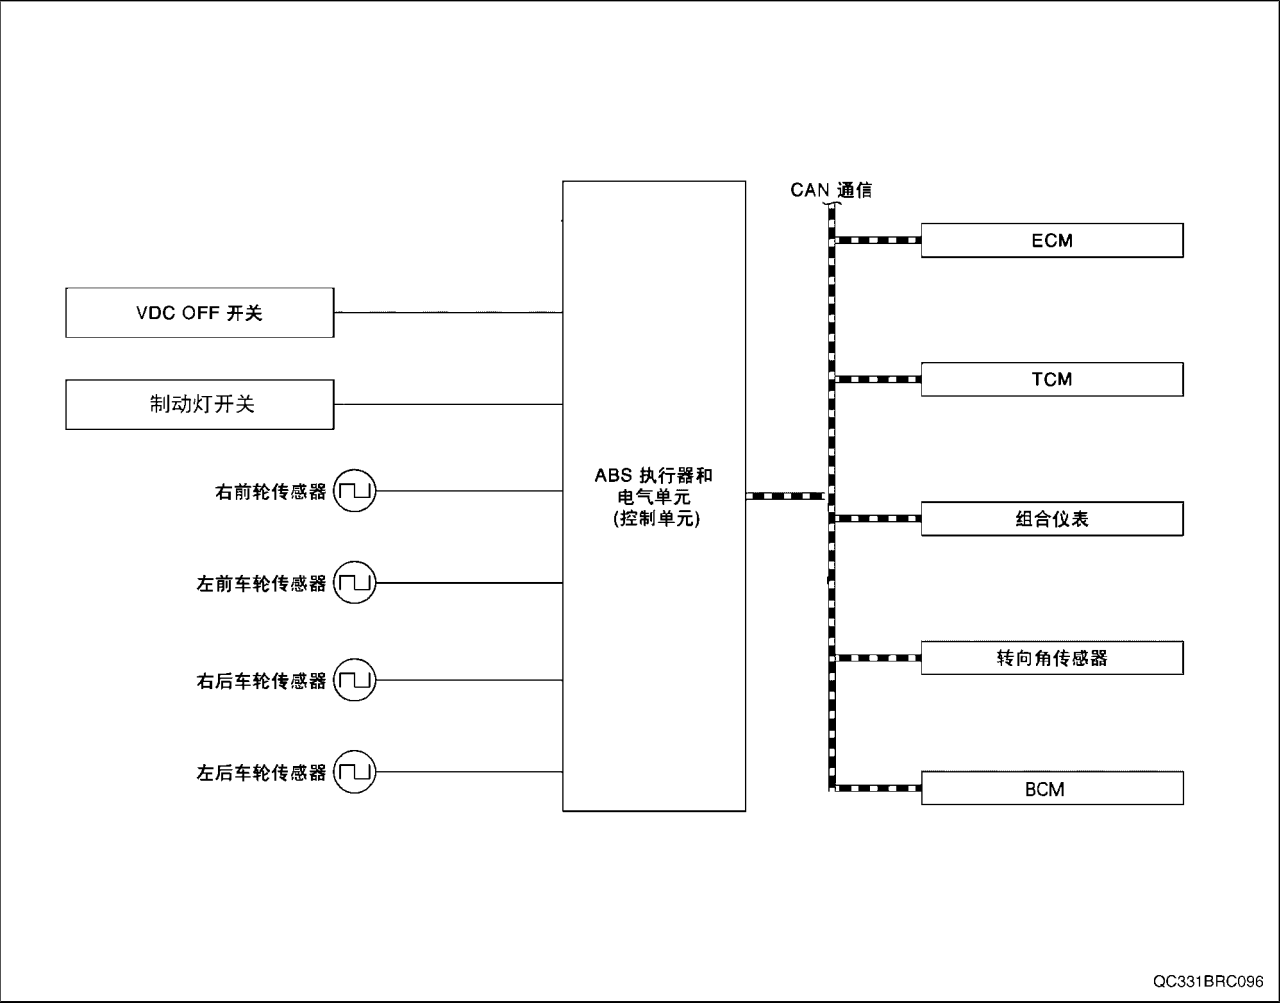 CAN 通信
ECM
VDC OFF 开关
TCM
制动灯开关
ABS 执行器和
电气单元
(控制单元)
右前轮传感器
组合仪表
左前车轮传感器
转向角传感器
右后车轮传感器
左后车轮传感器
BCM
QC331BRC096